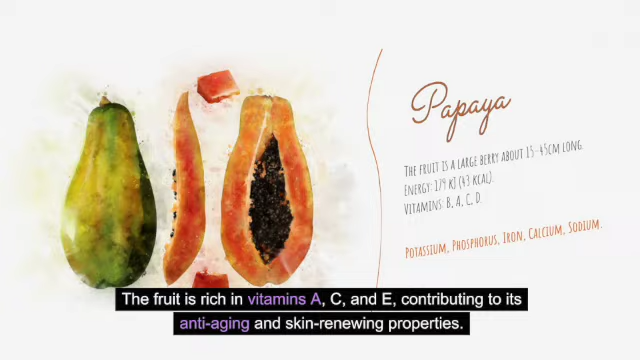 Papaya
The fruit is a large berry about 15-45cm long.
Energy: 179 kJ (43 kcal).
Vitamins: B, A, C, D.
Potassium, Phosphorus, Iron, Calcium, Sodium.
The fruit is rich in vitamins A, C, and E, contributing to its
anti-aging and skin-renewing properties.